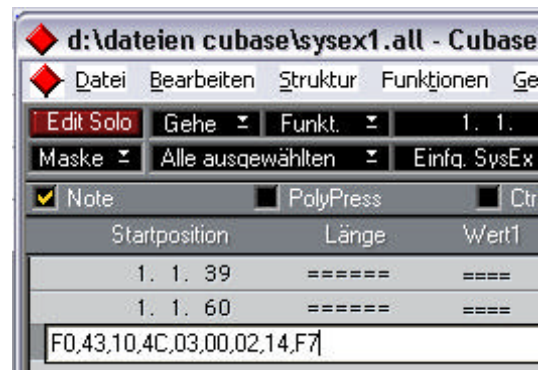 d:\dateien cubase\sysex1.all - Cubase
Datei Bearbeiten Struktur Funktionen Ge
Edit Solo Gehe Funkt. 1. 1.
Maske Alle ausgewählten Einfg. SysEx
Note PolyPress Ctr
Startposition Länge Wert1
1. 1. 39 ====== ====
1. 1. 60 ====== ====
F0,43,10,4C,03,00,02,14,F7